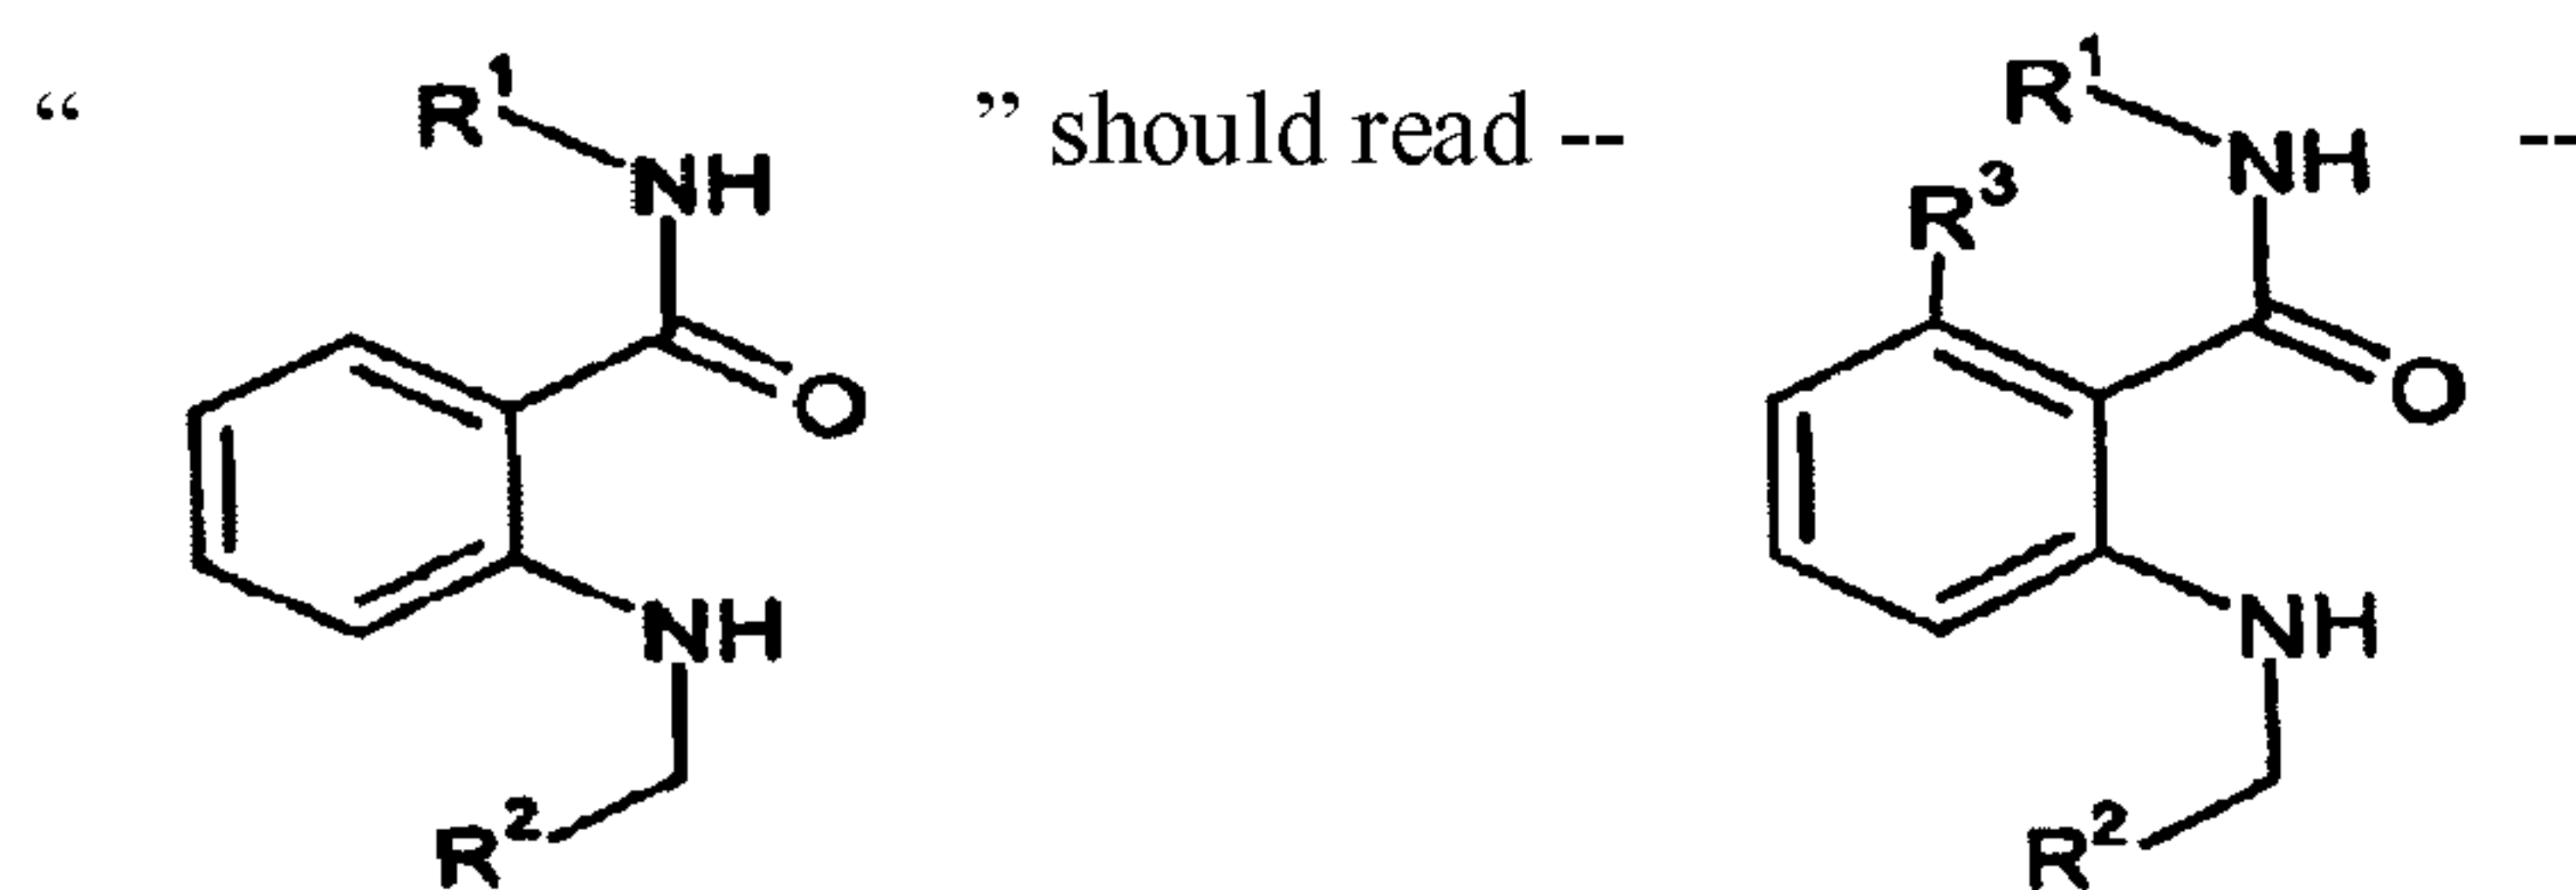 “ R¹ ” should read -- R¹ --
NH R³ NH
O O
NH NH
R² R²